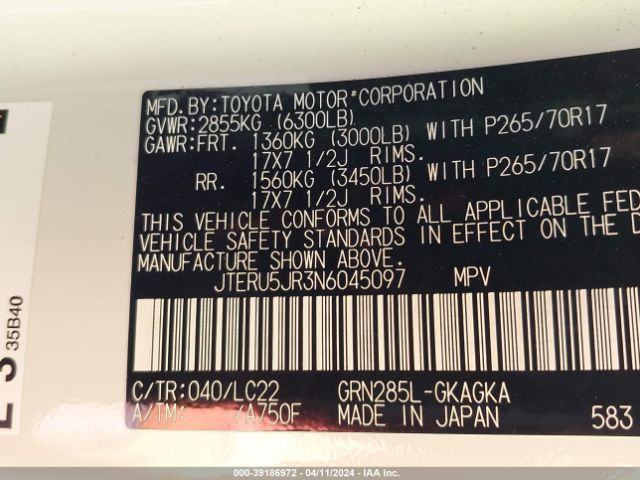 MFD.BY:TOYOTA MOTOR*CORPORATION
GVWR:2855KG (6300LB)
GAWR:FRT. 1360KG (3000LB) WITH P265/70R17
17X7 1/2J RIMS.
RR. 1560KG (3450LB) WITH P265/70R17
17X7 1/2J RIMS.
THIS VEHICLE CONFORMS TO ALL APPLICABLE FED
VEHICLE SAFETY STANDARDS IN EFFECT ON THE D
MANUFACTURE SHOWN ABOVE.
JTERU5JR3N6045097 MPV
C/TR:040/LC22 GRN285L-GKAGKA
A/TM: /A750F MADE IN JAPAN 583
35B40
000-39186972 - 04/11/2024 - IAA Inc.